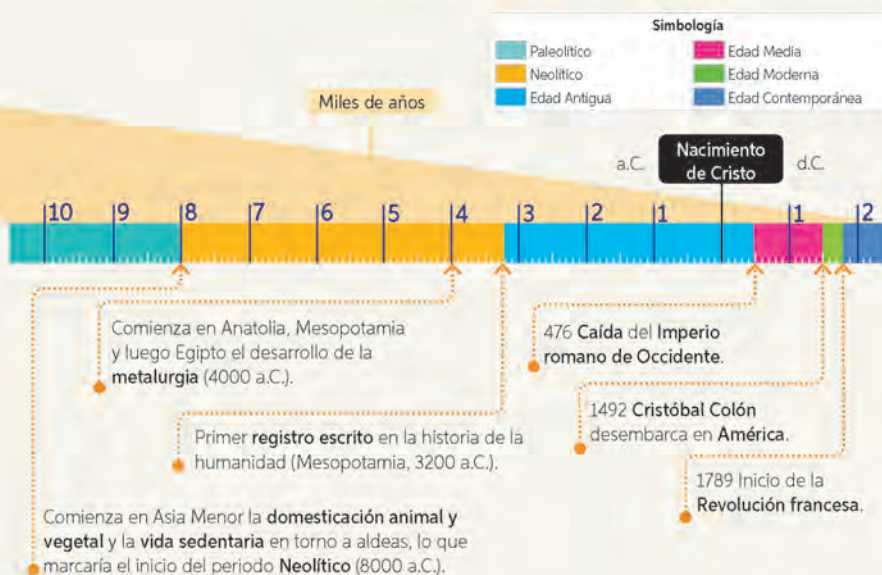 Simbología
Paleolítico
Neolítico
Edad Antigua
Edad Media
Edad Moderna
Edad Contemporánea
Miles de años
a.C.
Nacimiento
de Cristo
d.C.
10 9 8 7 6 5 4 3 2 1 1 2
Comienza en Anatolia, Mesopotamia
y luego Egipto el desarrollo de la
metalurgia (4000 a.C.).
476 Caída del Imperio
romano de Occidente.
Primer registro escrito en la historia de la
humanidad (Mesopotamia, 3200 a.C.).
1492 Cristóbal Colón
desembarca en América.
1789 Inicio de la
Revolución francesa.
Comienza en Asia Menor la domesticación animal y
vegetal y la vida sedentaria en torno a aldeas, lo que
marcaría el inicio del periodo Neolítico (8000 a.C.).